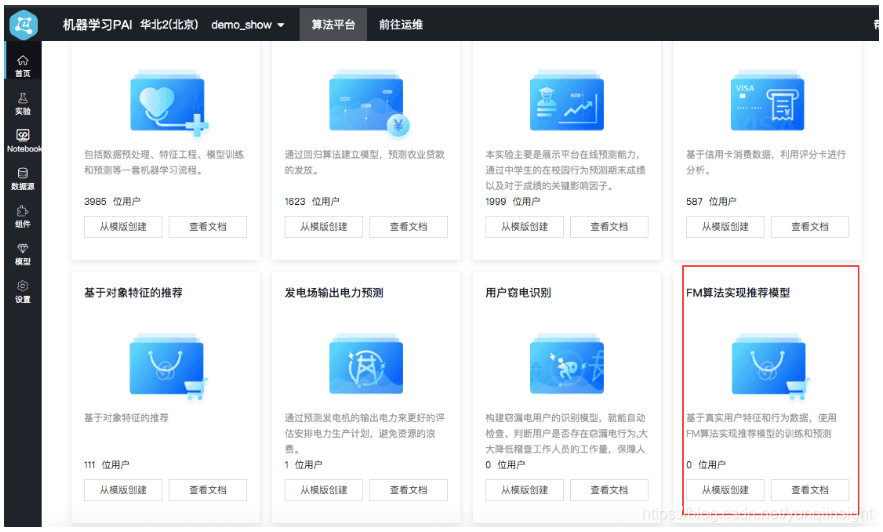 机器学习PAI 华北2(北京) demo_show 算法平台 前往运维
首页
实验
Notebook
数据源
组件
模型
设置
VISA
包括数据预处理、特征工程、模型训练
和预测等一套机器学习流程。
3985 位用户
从模版创建 查看文档
通过回归算法建立模型，预测农业贷款
的发放。
1623 位用户
从模版创建 查看文档
本实验主要是展示平台在线预测能力，
通过中学生的在校园行为预测期末成绩
以及对于成绩的关键影响因子。
1999 位用户
从模版创建 查看文档
基于信用卡消费数据，利用评分卡进行
分析。
587 位用户
从模版创建 查看文档
基于对象特征的推荐
基于对象特征的推荐
111 位用户
从模版创建 查看文档
发电场输出电力预测
通过预测发电机的输出电力来更好的评
估安排电力生产计划，避免资源的浪
费。
1 位用户
从模版创建 查看文档
用户窃电识别
构建窃漏电用户的识别模型，就能自动
检查、判断用户是否存在窃漏电行为,大
大降低稽查工作人员的工作量，保障人
0 位用户
从模版创建 查看文档
FM算法实现推荐模型
基于真实用户特征和行为数据，使用
FM算法实现推荐模型的训练和预测
0 位用户
从模版创建 查看文档
https://blog.csdn.net/yunqiinsight